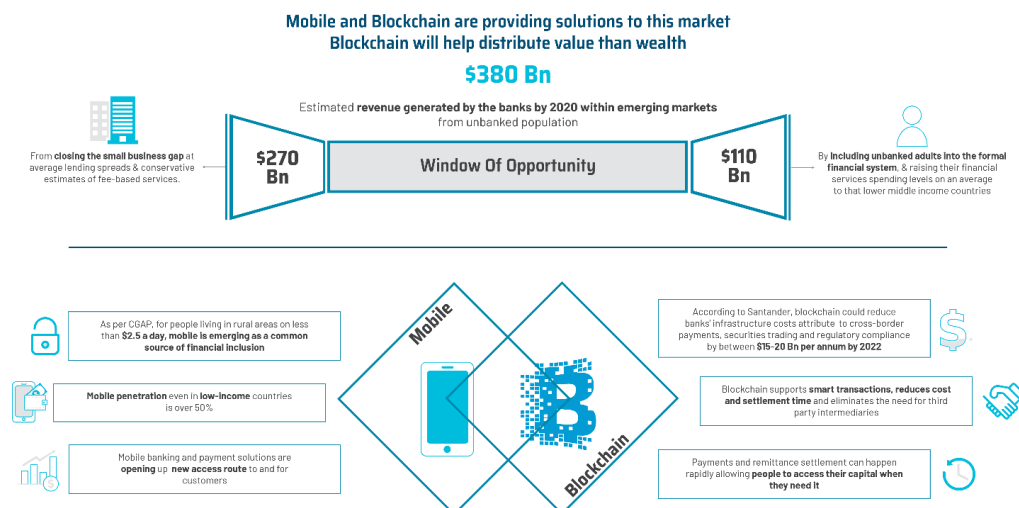 Mobile and Blockchain are providing solutions to this market
Blockchain will help distribute value than wealth
$380 Bn
Estimated revenue generated by the banks by 2020 within emerging markets
from unbanked population
From closing the small business gap at
average lending spreads & conservative
estimates of fee-based services.
$270
Bn
Window Of Opportunity
$110
Bn
By including unbanked adults into the formal
financial system, & raising their financial
services spending levels on an average
to that lower middle income countries
As per CGAP, for people living in rural areas on less
than $2.5 a day, mobile is emerging as a common
source of financial inclusion
Mobile penetration even in low-income countries
is over 50%
Mobile banking and payment solutions are
opening up new access route to and for
customers
Mobile
Blockchain
According to Santander, blockchain could reduce
banks' infrastructure costs attribute to cross-border
payments, securities trading and regulatory compliance
by between $15-20 Bn per annum by 2022
Blockchain supports smart transactions, reduces cost
and settlement time and eliminates the need for third
party intermediaries
Payments and remittance settlement can happen
rapidly allowing people to access their capital when
they need it